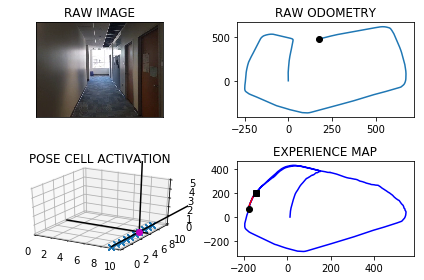 RAW IMAGE
RAW ODOMETRY
500
0
-250 0 250 500
POSE CELL ACTIVATION
5
4
3
2
1
0
0 2 4 6 8 10
0 2 4 6 8 10
EXPERIENCE MAP
400
200
0
-200
-200 0 200 400